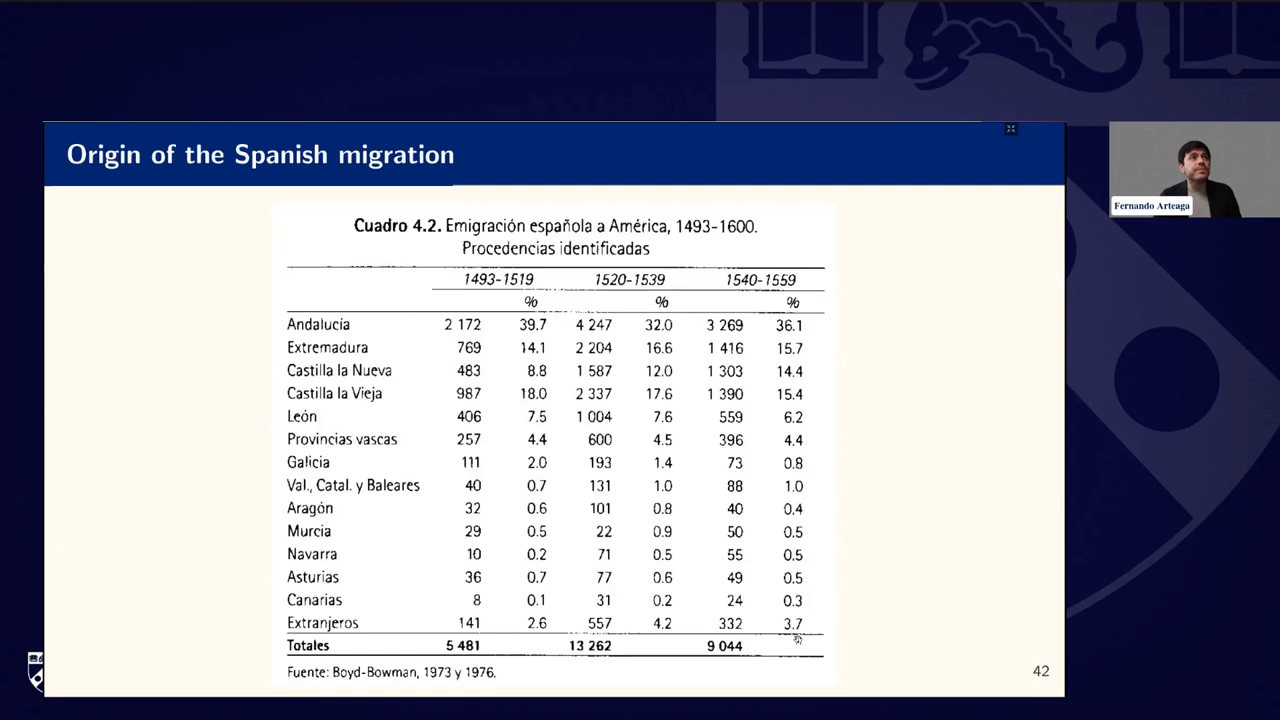 Origin of the Spanish migration
Fernando Arteaga
Cuadro 4.2. Emigración española a América, 1493-1600.
Procedencias identificadas
1493-1519 1520-1539 1540-1559
% % %
Andalucía 2 172 39.7 4 247 32.0 3 269 36.1
Extremadura 769 14.1 2 204 16.6 1 416 15.7
Castilla la Nueva 483 8.8 1 587 12.0 1 303 14.4
Castilla la Vieja 987 18.0 2 337 17.6 1 390 15.4
León 406 7.5 1 004 7.6 559 6.2
Provincias vascas 257 4.4 600 4.5 396 4.4
Galicia 111 2.0 193 1.4 73 0.8
Val., Catal. y Baleares 40 0.7 131 1.0 88 1.0
Aragón 32 0.6 101 0.8 40 0.4
Murcia 29 0.5 22 0.9 50 0.5
Navarra 10 0.2 71 0.5 55 0.5
Asturias 36 0.7 77 0.6 49 0.5
Canarias 8 0.1 31 0.2 24 0.3
Extranjeros 141 2.6 557 4.2 332 3.7
Totales 5 481 13 262 9 044
Fuente: Boyd-Bowman, 1973 y 1976.
42